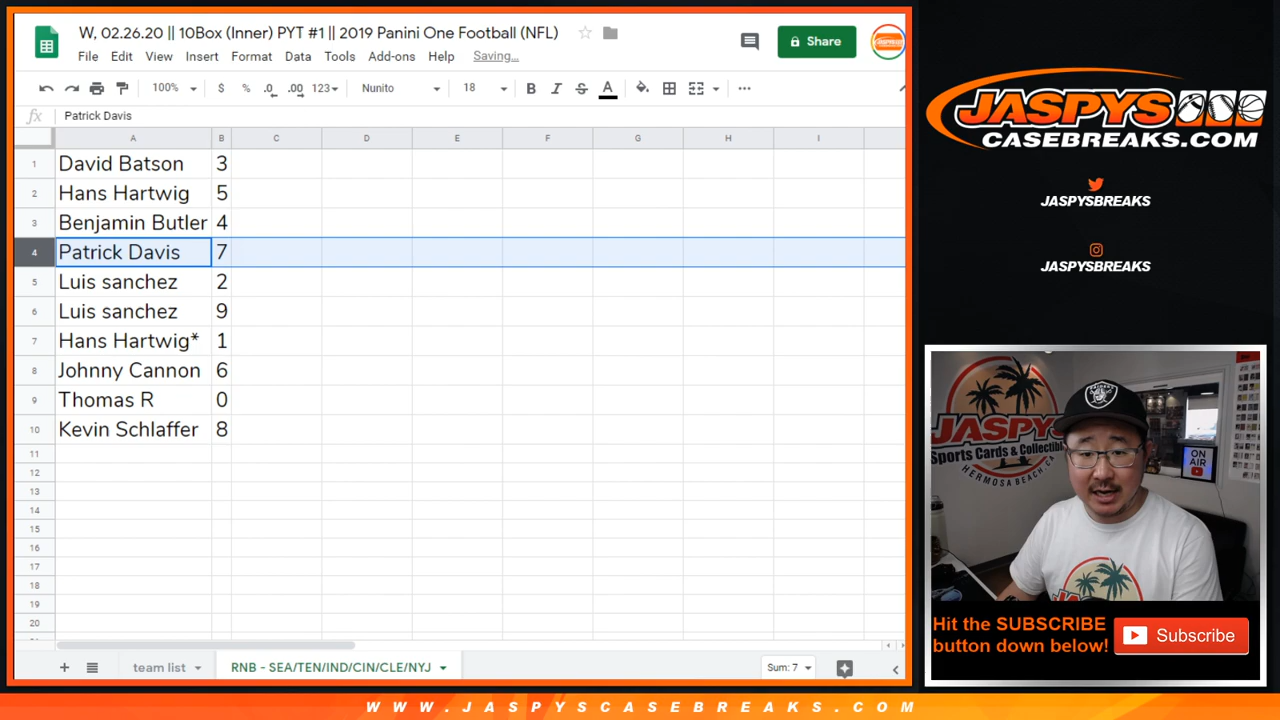 W, 02.26.20 || 10Box (Inner) PYT #1 || 2019 Panini One Football (NFL)
File Edit View Insert Format Data Tools Add-ons Help Saving...
Share
100% $ % .0 .00 123 Nunito 18 B I S A
fx Patrick Davis
A B C D E F G H I
1 David Batson 3
2 Hans Hartwig 5
3 Benjamin Butler 4
4 Patrick Davis 7
5 Luis sanchez 2
6 Luis sanchez 9
7 Hans Hartwig* 1
8 Johnny Cannon 6
9 Thomas R 0
10 Kevin Schlaffer 8
11
12
13
14
15
16
17
18
19
20
team list RNB - SEA/TEN/IND/CIN/CLE/NYJ Sum: 7
JASPYS
CASEBREAKS.COM
JASPYSBREAKS
JASPYSBREAKS
RAIDERS
JASPYS
Sports Cards & Collectibl
HERMOSA BEACH, CA
ON
AIR
Hit the SUBSCRIBE
button down below!
Subscribe
WWW.JASPYSCASEBREAKS.COM